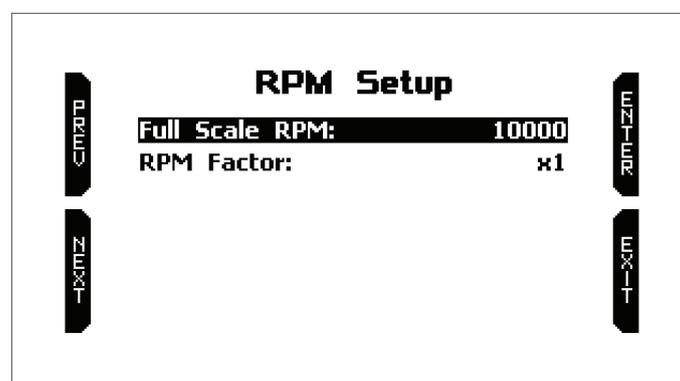 RPM Setup
PREV
ENTER
Full Scale RPM: 10000
RPM Factor: x1
NEXT
EXIT